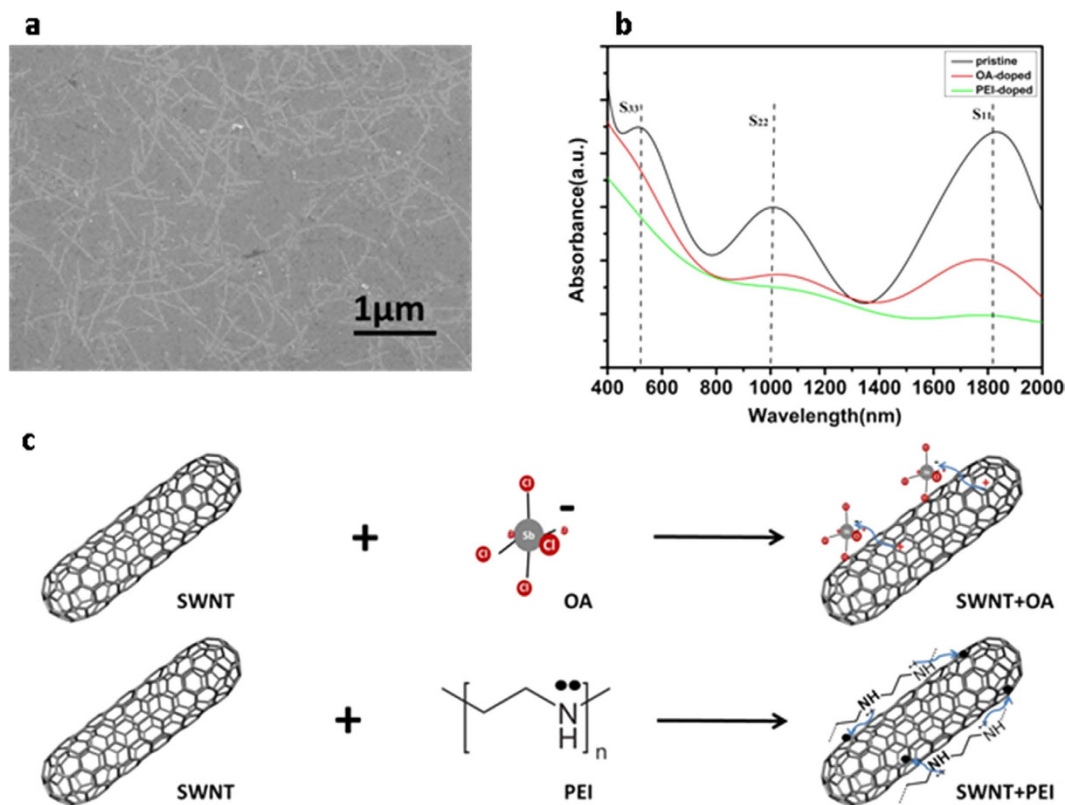 a
1μm
b
pristine
OA-doped
PEI-doped
S33
S22
S11
Absorbance(a.u.)
400 600 800 1000 1200 1400 1600 1800 2000
Wavelength(nm)
c
SWNT
+
Cl
Cl
Cl
Cl
Sb
-
OA
SWNT+OA
SWNT
+
N
H
n
PEI
NH
NH
NH
NH
SWNT+PEI